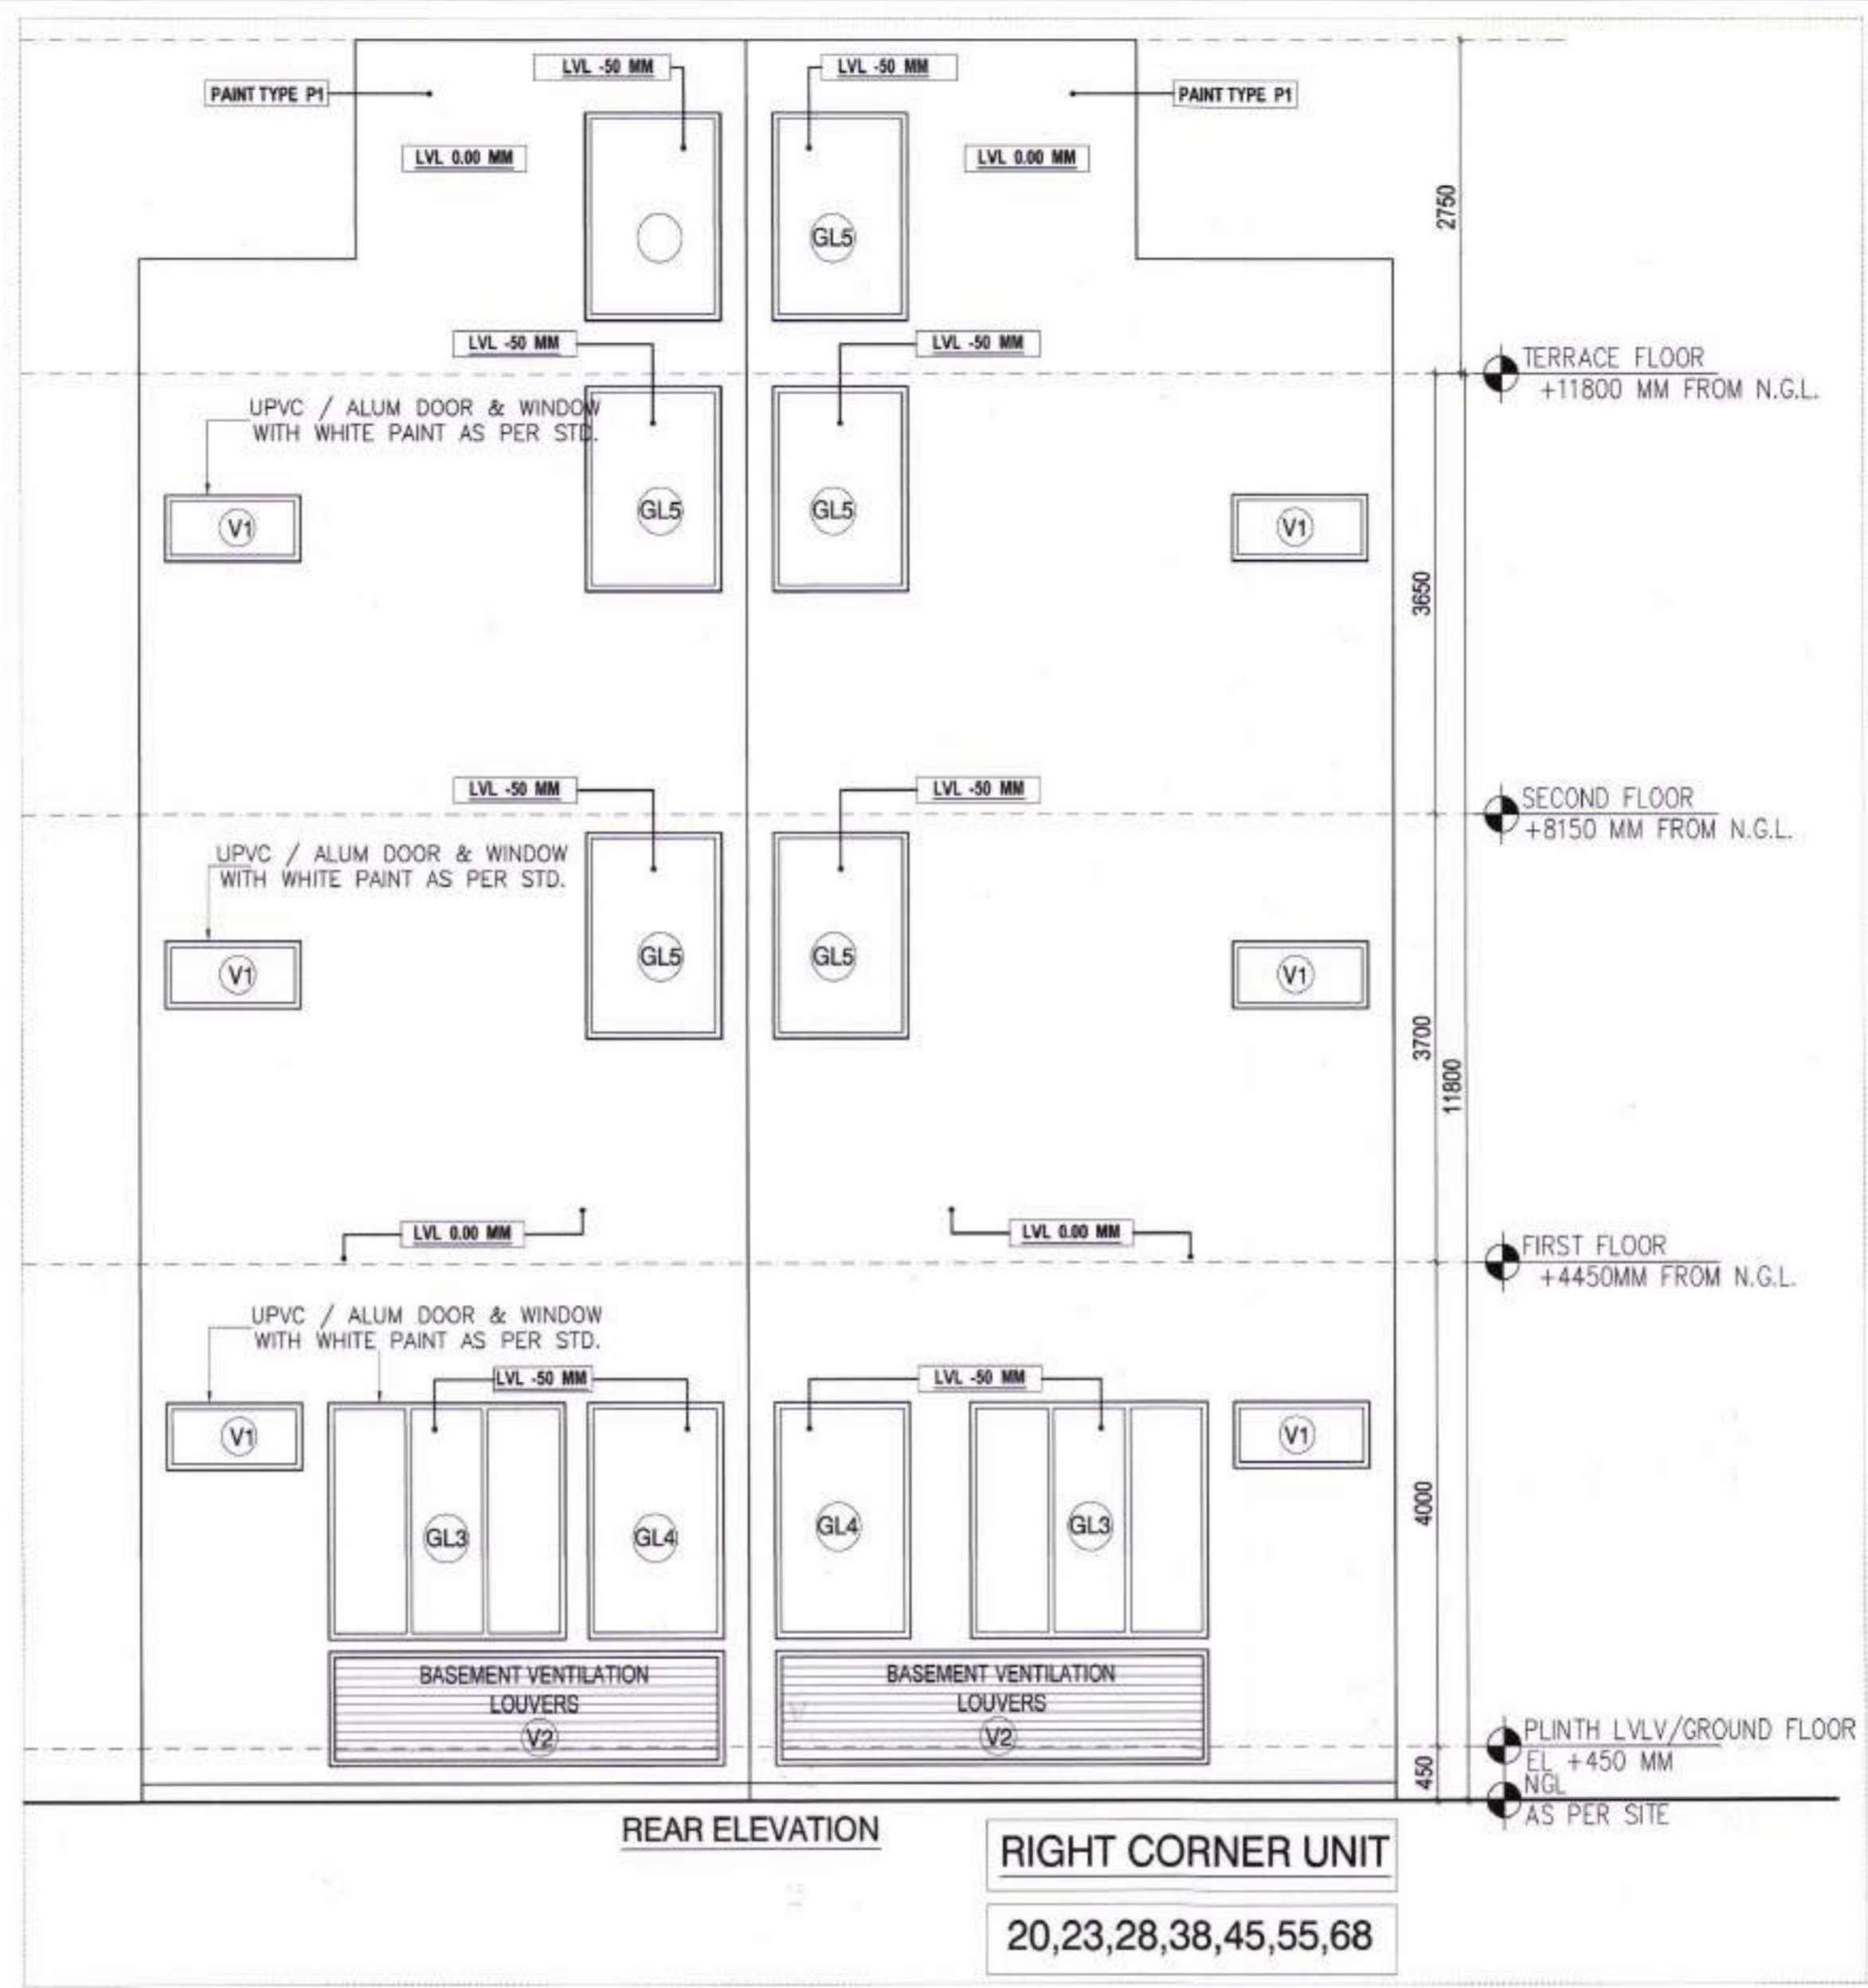 LVL -50 MM
LVL -50 MM
PAINT TYPE P1
PAINT TYPE P1
LVL 0.00 MM
LVL 0.00 MM
2750
GL5
LVL -50 MM
LVL -50 MM
TERRACE FLOOR
+11800 MM FROM N.G.L.
UPVC / ALUM DOOR & WINDOW
WITH WHITE PAINT AS PER STD.
V1
GL5
GL5
V1
3650
LVL -50 MM
LVL -50 MM
SECOND FLOOR
+8150 MM FROM N.G.L.
UPVC / ALUM DOOR & WINDOW
WITH WHITE PAINT AS PER STD.
V1
GL5
GL5
V1
3700
11800
LVL 0.00 MM
LVL 0.00 MM
FIRST FLOOR
+4450MM FROM N.G.L.
UPVC / ALUM DOOR & WINDOW
WITH WHITE PAINT AS PER STD.
LVL -50 MM
LVL -50 MM
V1
V1
4000
GL3
GL4
GL4
GL3
BASEMENT VENTILATION
LOUVERS
V2
BASEMENT VENTILATION
LOUVERS
V2
PLINTH LVLV/GROUND FLOOR
EL +450 MM
450
NGL
AS PER SITE
REAR ELEVATION
RIGHT CORNER UNIT
20,23,28,38,45,55,68